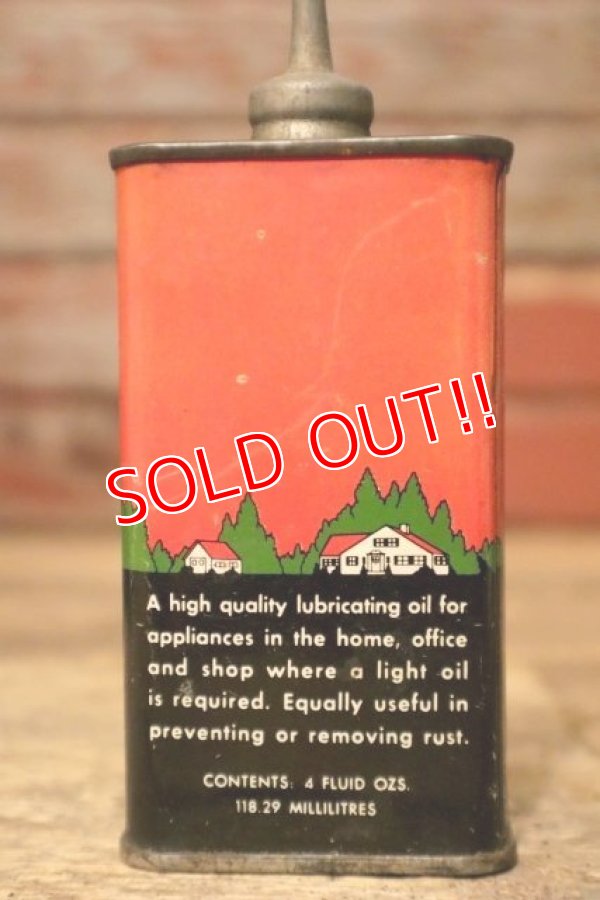 SOLD OUT!!
A high quality lubricating oil for
appliances in the home, office
and shop where a light oil
is required. Equally useful in
preventing or removing rust.
CONTENTS: 4 FLUID OZS.
118.29 MILLILITRES